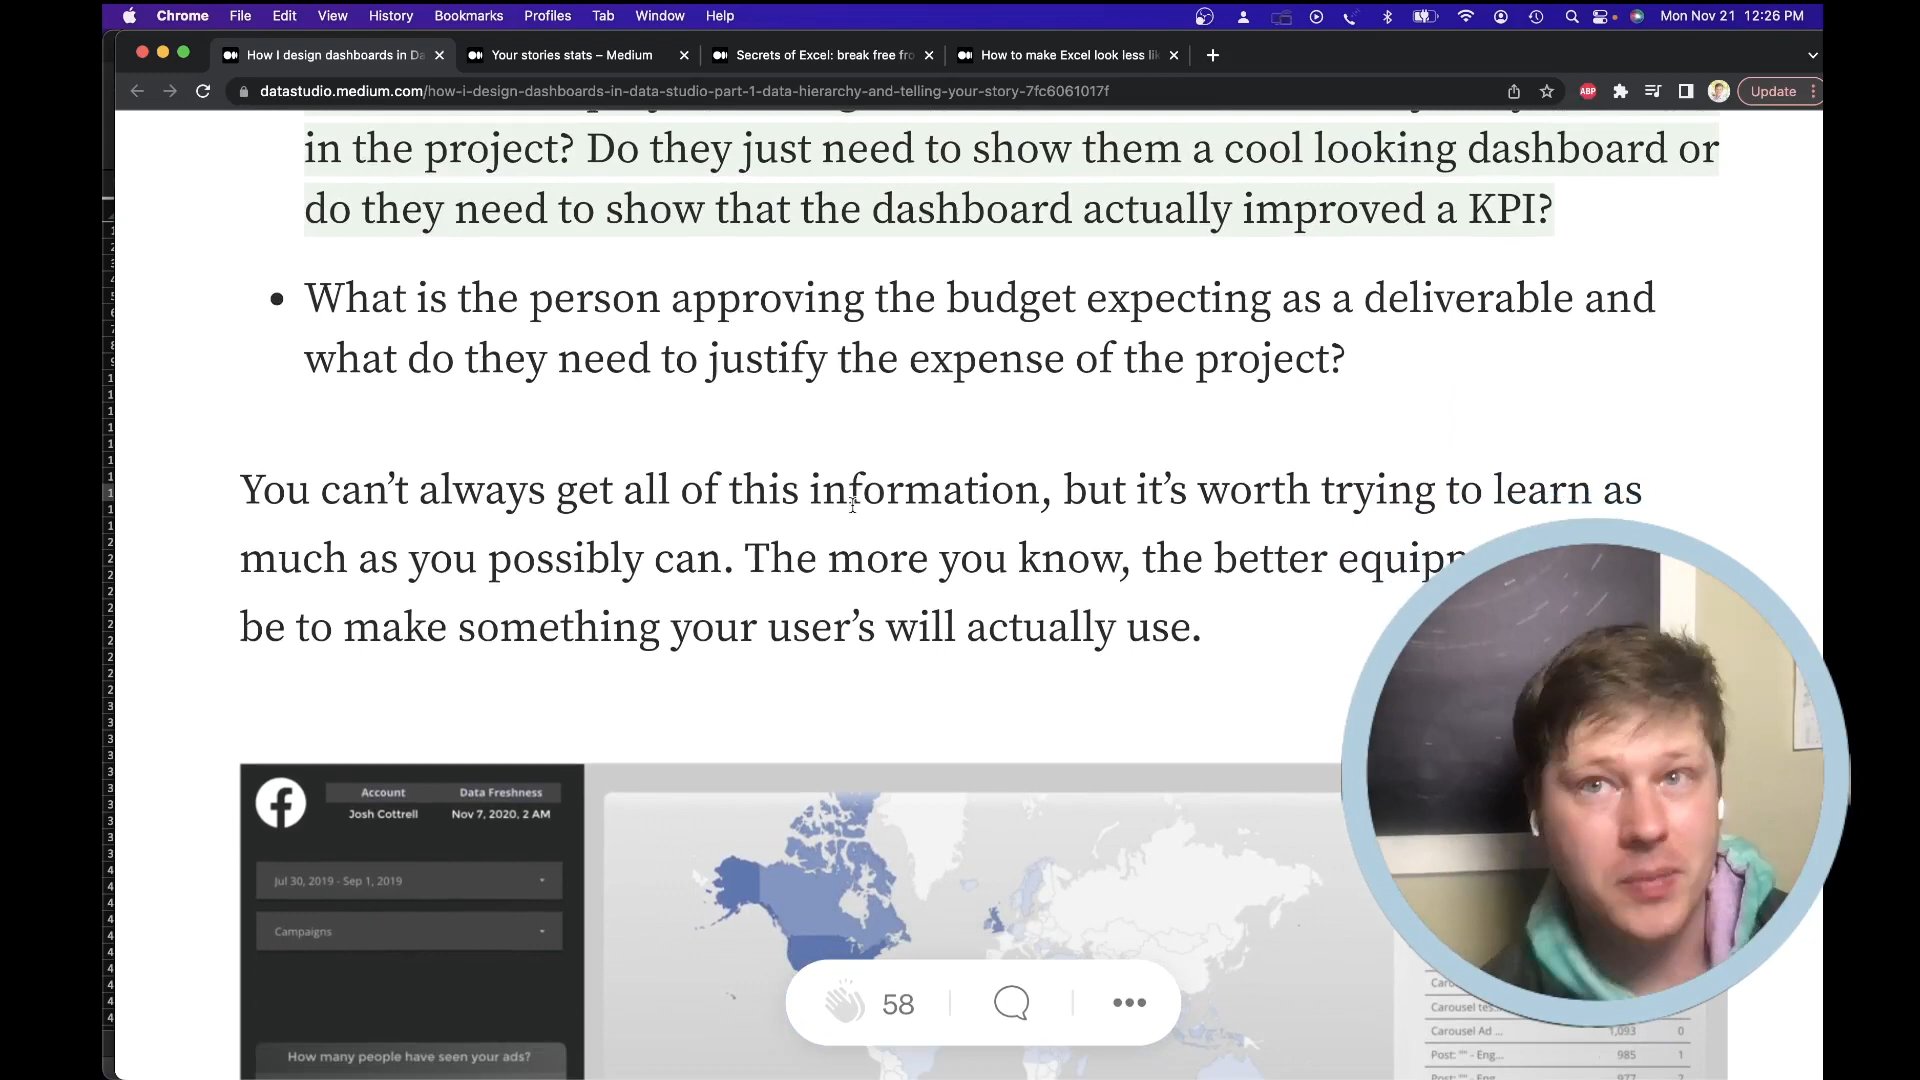 Chrome File Edit View History Bookmarks Profiles Tab Window Help Mon Nov 21 12:26 PM
How I design dashboards in Da Your stories stats – Medium Secrets of Excel: break free fro How to make Excel look less li
datastudio.medium.com/how-i-design-dashboards-in-data-studio-part-1-data-hierarchy-and-telling-your-story-7fc6061017f ABP Update
in the project? Do they just need to show them a cool looking dashboard or
do they need to show that the dashboard actually improved a KPI?
• What is the person approving the budget expecting as a deliverable and
what do they need to justify the expense of the project?
You can’t always get all of this information, but it’s worth trying to learn as
much as you possibly can. The more you know, the better
be to make something your user’s will actually use.
Account Data Freshness
Josh Cottrell Nov 7, 2020, 2 AM
Jul 30, 2019 - Sep 1, 2019
Campaigns
58
How many people have seen your ads?
Carousel tes...
Carousel Ad ... 1,093 0
Post: "" - Eng... 985 1